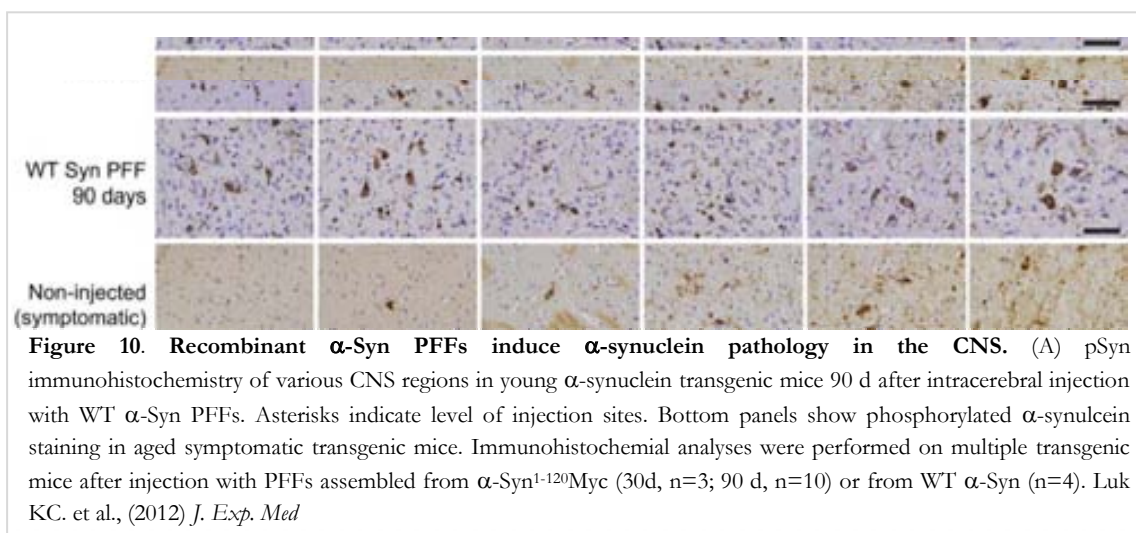 WT Syn PFF
90 days
Non-injected
(symptomatic)
Figure 10. Recombinant α-Syn PFFs induce α-synuclein pathology in the CNS. (A) pSyn
immunohistochemistry of various CNS regions in young α-synuclein transgenic mice 90 d after intracerebral injection
with WT α-Syn PFFs. Asterisks indicate level of injection sites. Bottom panels show phosphorylated α-synulcein
staining in aged symptomatic transgenic mice. Immunohistochemial analyses were performed on multiple transgenic
mice after injection with PFFs assembled from α-Syn¹⁻¹²⁰Myc (30d, n=3; 90 d, n=10) or from WT α-Syn (n=4). Luk
KC. et al., (2012) J. Exp. Med